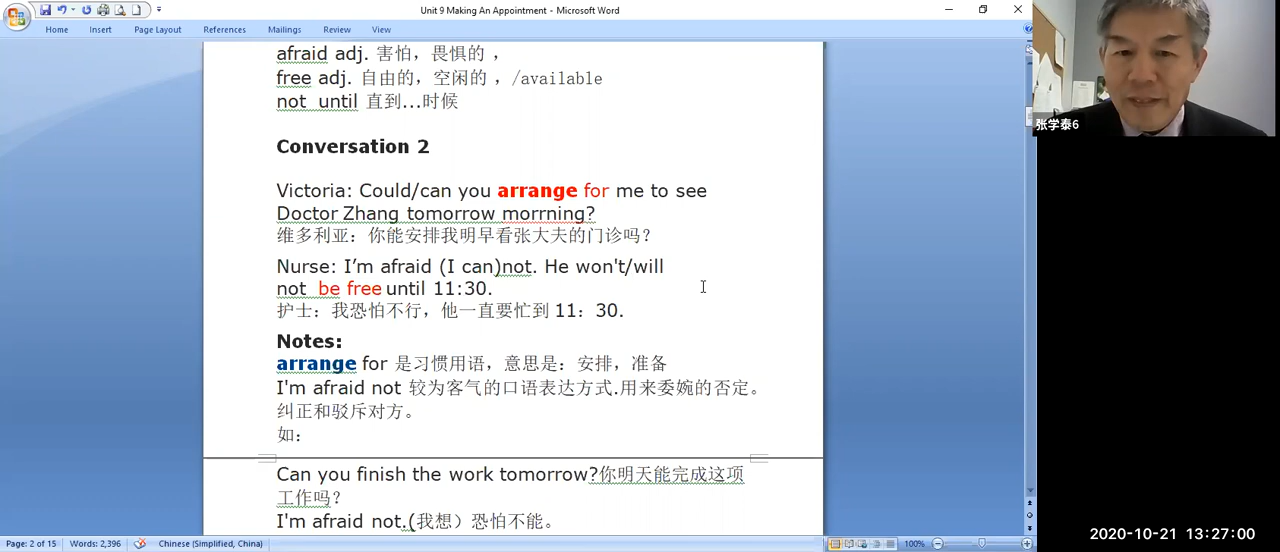 Unit 9 Making An Appointment - Microsoft Word
Home Insert Page Layout References Mailings Review View
afraid adj. 害怕，畏惧的 ，
free adj. 自由的，空闲的 ，/available
not until 直到...时候
Conversation 2
Victoria: Could/can you arrange for me to see
Doctor Zhang tomorrow morrning?
维多利亚：你能安排我明早看张大夫的门诊吗？
Nurse: I’m afraid (I can)not. He won't/will
not be free until 11:30.
护士：我恐怕不行，他一直要忙到 11：30.
Notes:
arrange for 是习惯用语，意思是：安排，准备
I'm afraid not 较为客气的口语表达方式.用来委婉的否定。
纠正和驳斥对方。
如：
Can you finish the work tomorrow?你明天能完成这项
工作吗？
I'm afraid not.(我想）恐怕不能。
张学泰6
Page: 2 of 15 Words: 2,396 Chinese (Simplified, China) 100%
2020-10-21 13:27:00